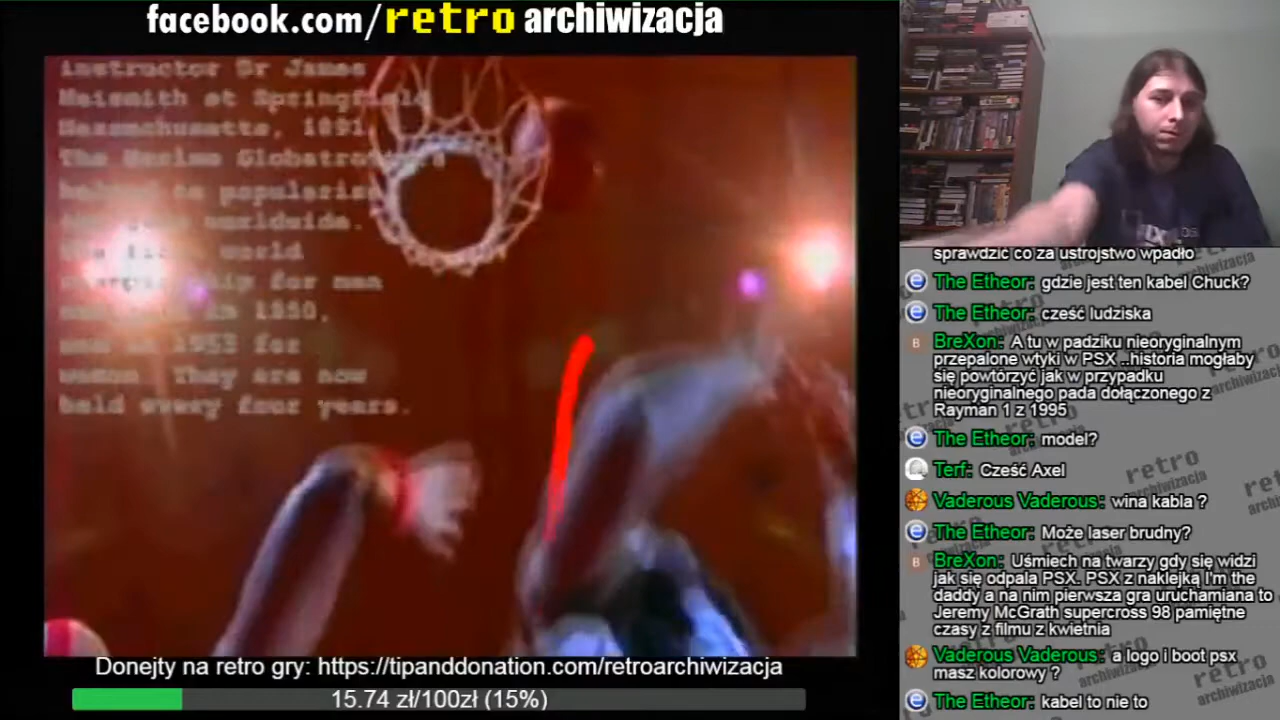 facebook.com/retro archiwizacja
instructor Dr James
Naismith at Springfield
Massachusetts, 1891.
The Harlem Globetrotters
helped to popularise
worldwide.
world
for men
1950,
1953 for
women. They are now
held every four years.
Donejty na retro gry: https://tipanddonation.com/retroarchiwizacja
15.74 zł/100zł (15%)
sprawdzić co za ustrojstwo wpadło
The Etheor: gdzie jest ten kabel Chuck?
The Etheor: cześć ludziska
BreXon: A tu w padziku nieoryginalnym
przepalone wtyki w PSX ..historia mogłaby
się powtórzyć jak w przypadku
nieoryginalnego pada dołączonego z
Rayman 1 z 1995
The Etheor: model?
Terf: Cześć Axel
Vaderous Vaderous: wina kabla ?
The Etheor: Może laser brudny?
BreXon: Uśmiech na twarzy gdy się widzi
jak się odpala PSX. PSX z naklejką I'm the
daddy a na nim pierwsza gra uruchamiana to
Jeremy McGrath supercross 98 pamiętne
czasy z filmu z kwietnia
Vaderous Vaderous: a logo i boot psx
masz kolorowy ?
The Etheor: kabel to nie to
retro
archiwizacja